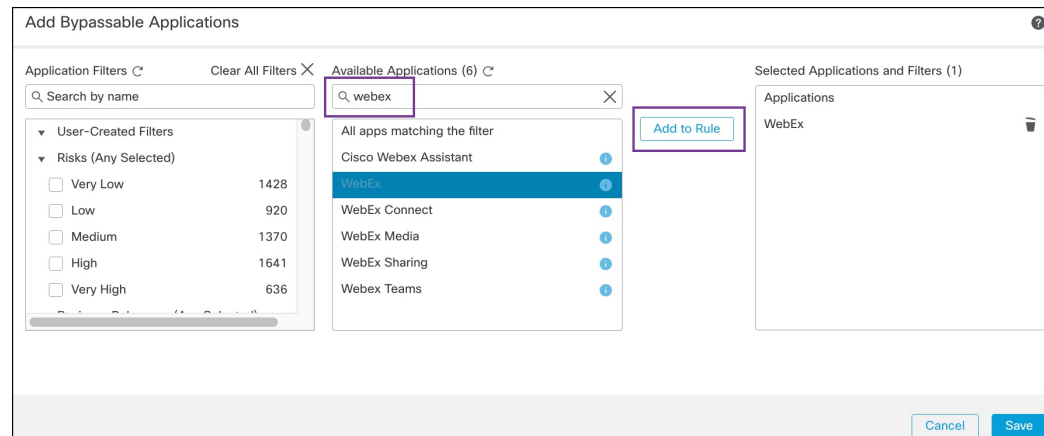 Add Bypassable Applications
?
Application Filters
Clear All Filters
Search by name
User-Created Filters
Risks (Any Selected)
Very Low 1428
Low 920
Medium 1370
High 1641
Very High 636
Available Applications (6)
webex
All apps matching the filter
Cisco Webex Assistant
WebEx
WebEx Connect
WebEx Media
WebEx Sharing
Webex Teams
Add to Rule
Selected Applications and Filters (1)
Applications
WebEx
Cancel
Save